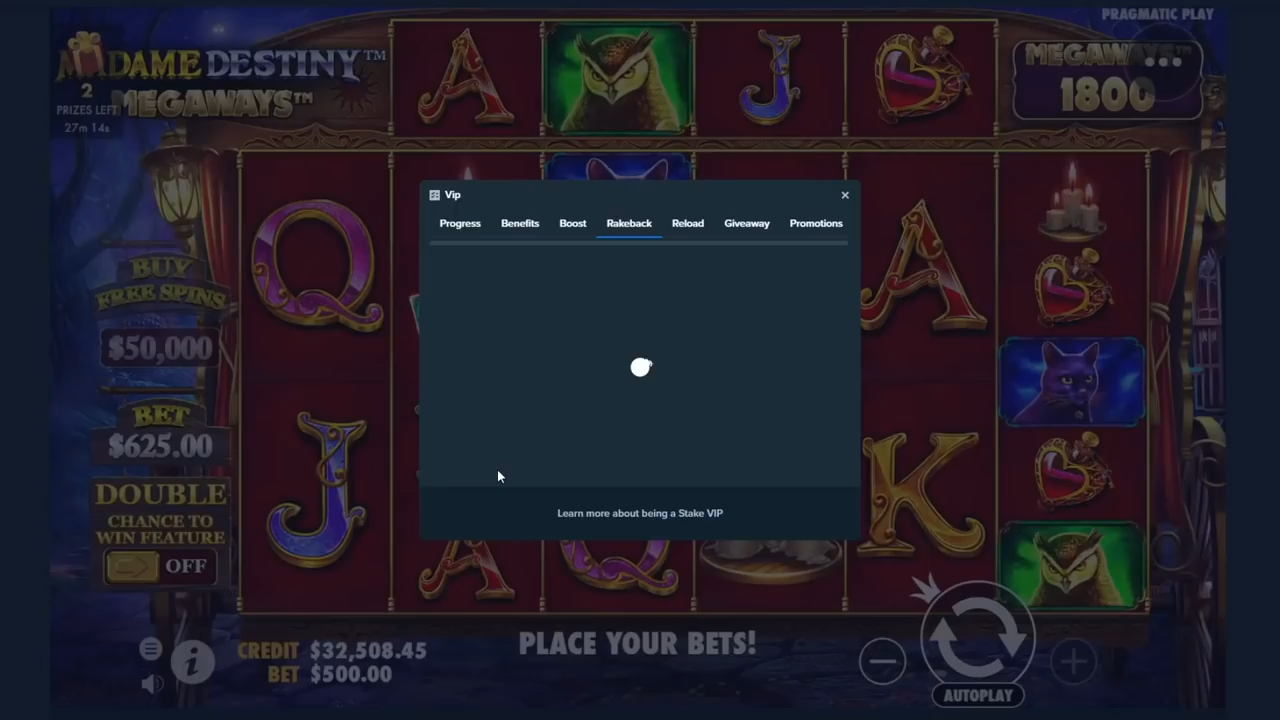 PRAGMATIC PLAY
MADAME DESTINY™
MEGAWAYS™
2
PRIZES LEFT
27m 14s
MEGAWAYS™
1800
Vip
Progress Benefits Boost Rakeback Reload Giveaway Promotions
BUY
FREE SPINS
$50,000
BET
$625.00
DOUBLE
CHANCE TO
WIN FEATURE
OFF
Learn more about being a Stake VIP
A J
Q A
J K
A Q
CREDIT $32,508.45
BET $500.00
PLACE YOUR BETS!
AUTOPLAY